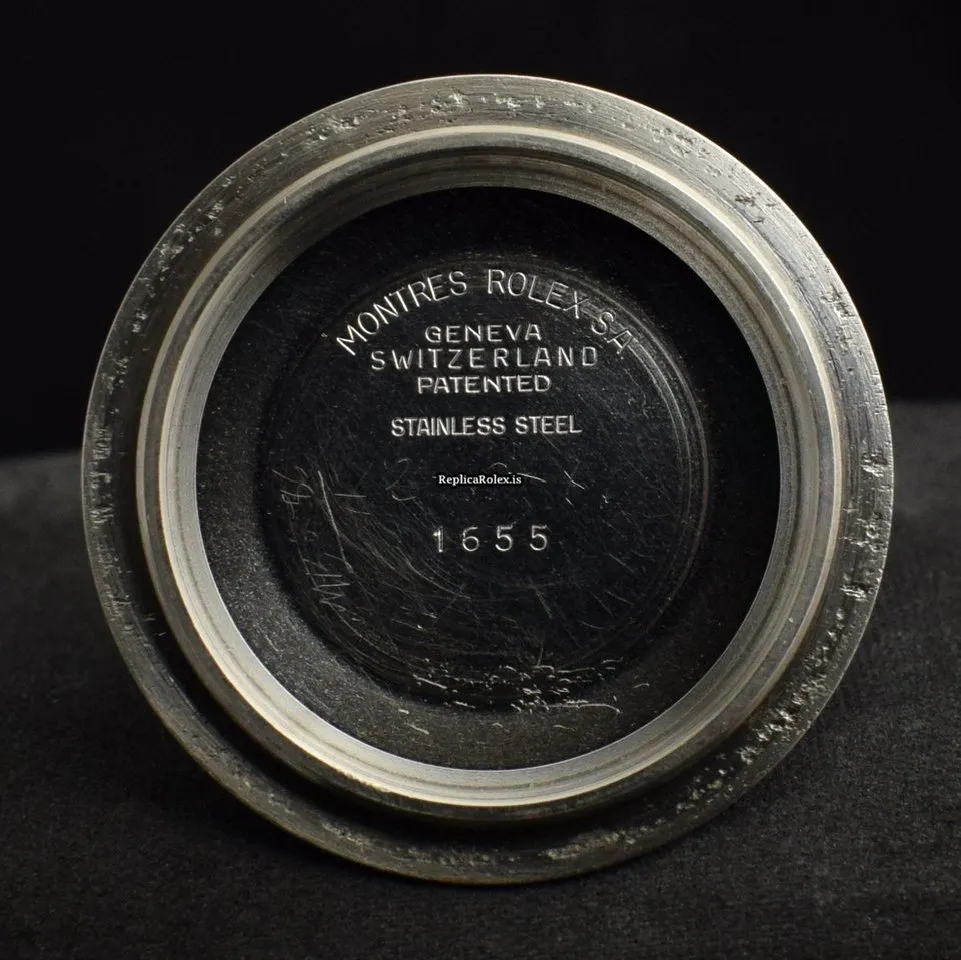 MONTRES ROLEX SA
GENEVA
SWITZERLAND
PATENTED
STAINLESS STEEL
ReplicaRolex.is
1655